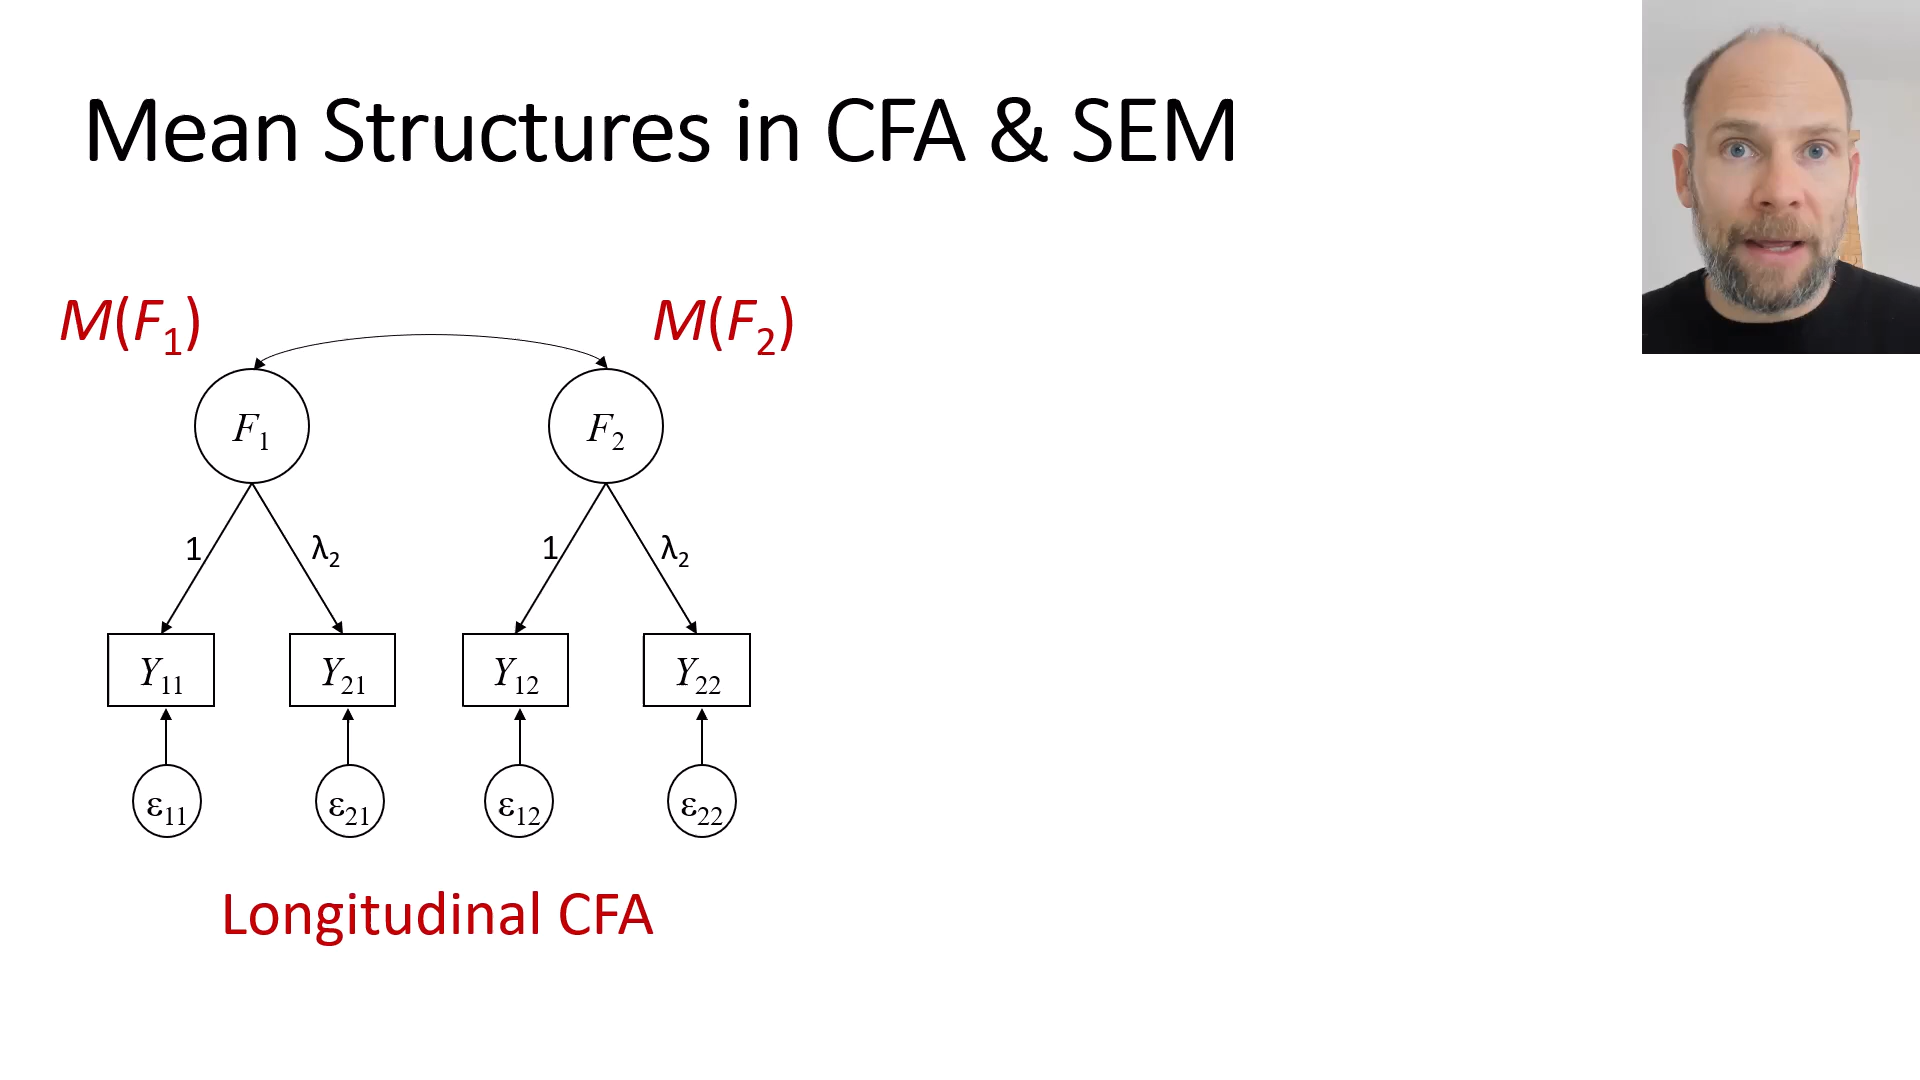 Mean Structures in CFA & SEM
M(F₁) M(F₂)
F₁ F₂
1 λ₂ 1 λ₂
Y₁₁ Y₂₁ Y₁₂ Y₂₂
ε₁₁ ε₂₁ ε₁₂ ε₂₂
Longitudinal CFA